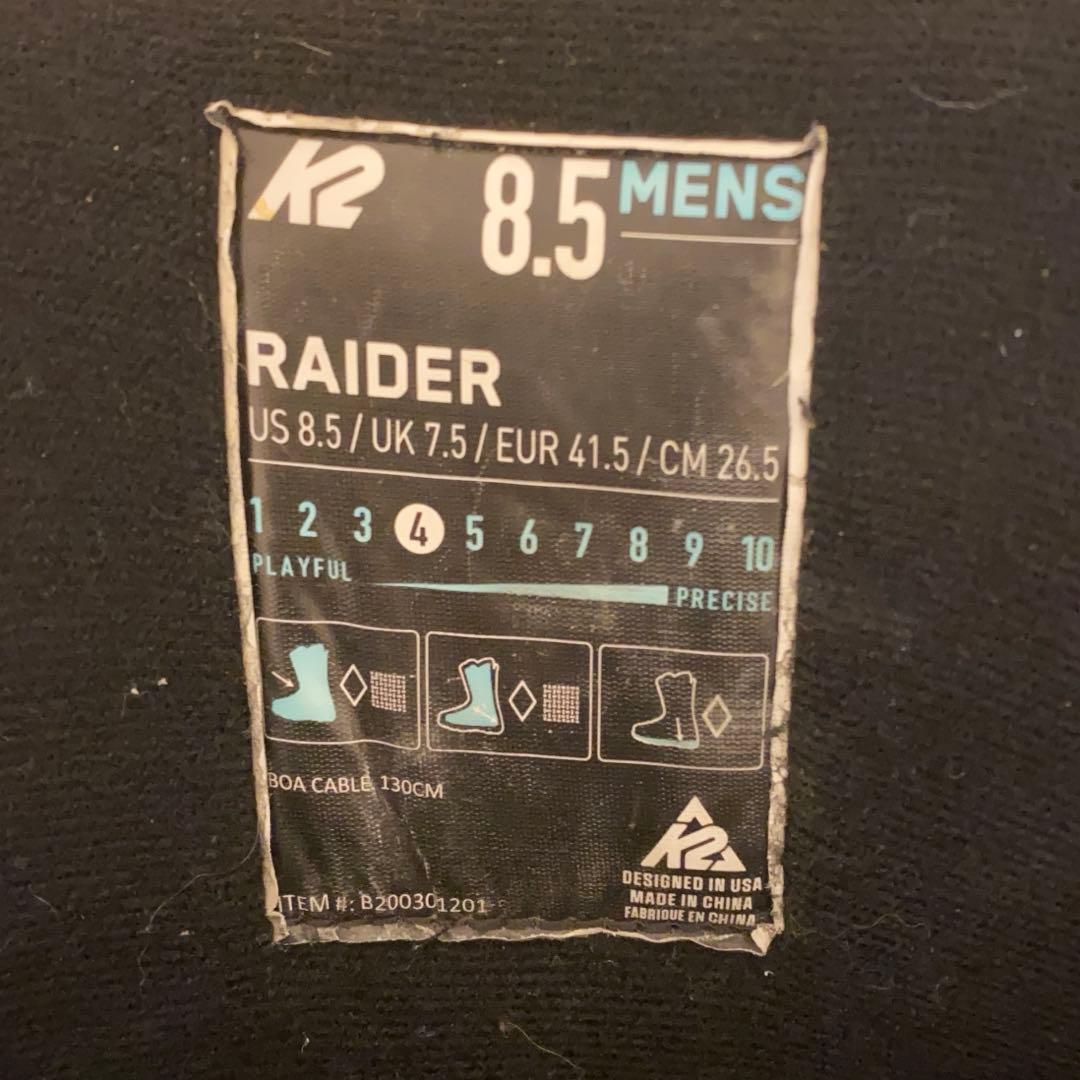 K2 8.5 MENS
RAIDER
US 8.5 / UK 7.5 / EUR 41.5 / CM 26.5
1 2 3 4 5 6 7 8 9 10
PLAYFUL PRECISE
BOA CABLE 130CM
K2
DESIGNED IN USA
MADE IN CHINA
FABRIQUE EN CHINA
ITEM #: B200301201